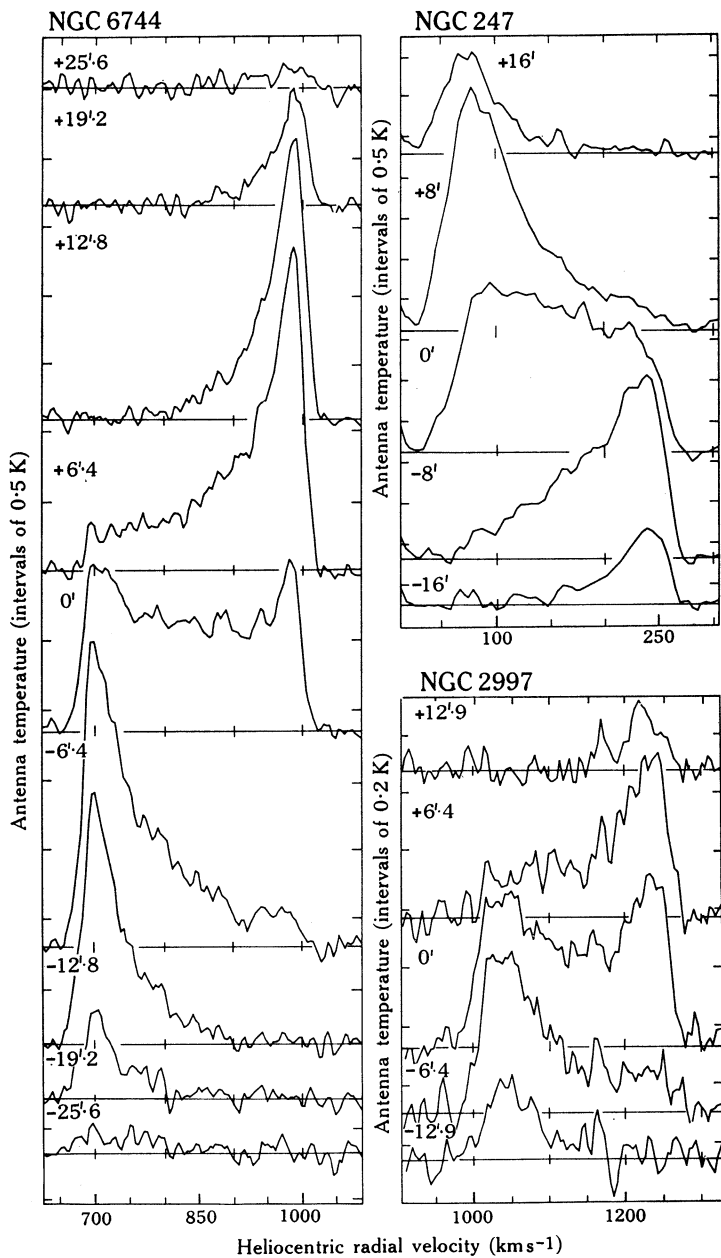 NGC 6744
+25′·6
+19′·2
+12′·8
+6′·4
0′
−6′·4
−12′·8
−19′·2
−25′·6
700 850 1000
Antenna temperature (intervals of 0·5 K)
NGC 247
+16′
+8′
0′
−8′
−16′
100 250
Antenna temperature (intervals of 0·5 K)
NGC 2997
+12′·9
+6′·4
0′
−6′·4
−12′·9
1000 1200
Antenna temperature (intervals of 0·2 K)
Heliocentric radial velocity (km s−1)